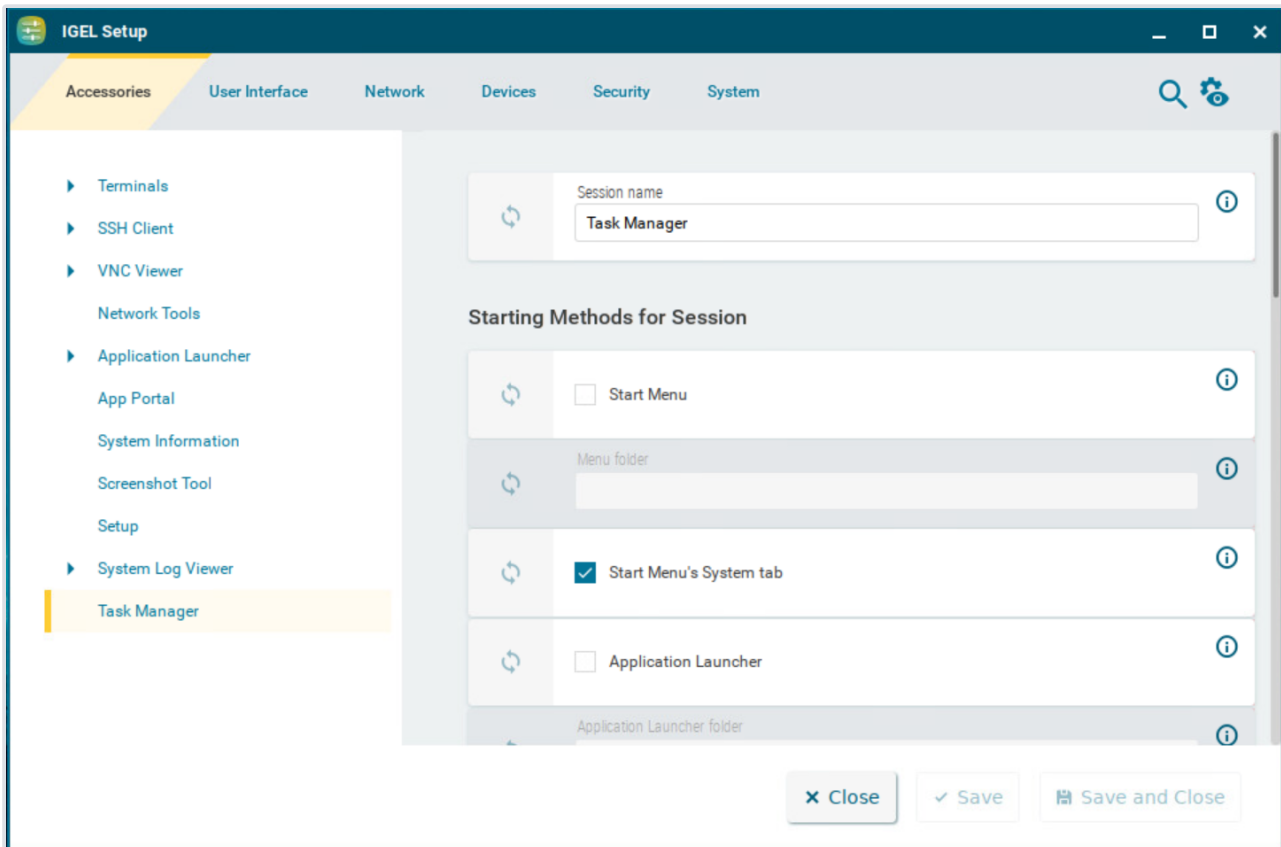 IGEL Setup
Accessories
User Interface
Network
Devices
Security
System
Terminals
SSH Client
VNC Viewer
Network Tools
Application Launcher
App Portal
System Information
Screenshot Tool
Setup
System Log Viewer
Task Manager
Session name
Task Manager
Starting Methods for Session
Start Menu
Menu folder
Start Menu's System tab
Application Launcher
Application Launcher folder
Close
Save
Save and Close